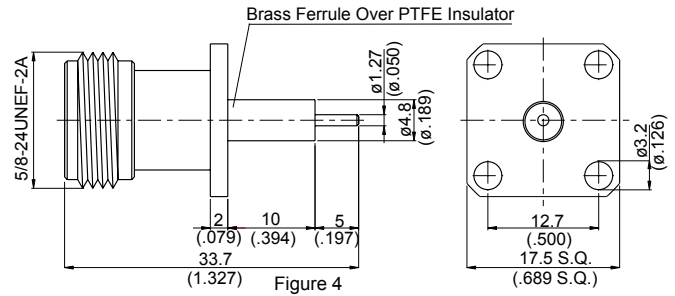 Brass Ferrule Over PTFE Insulator
5/8-24UNEF-2A
ø1.27
(ø.050)
ø4.8
(ø.189)
ø3.2
(ø.126)
2
(.079)
10
(.394)
5
(.197)
33.7
(1.327)
12.7
(.500)
17.5 S.Q.
(.689 S.Q.)
Figure 4